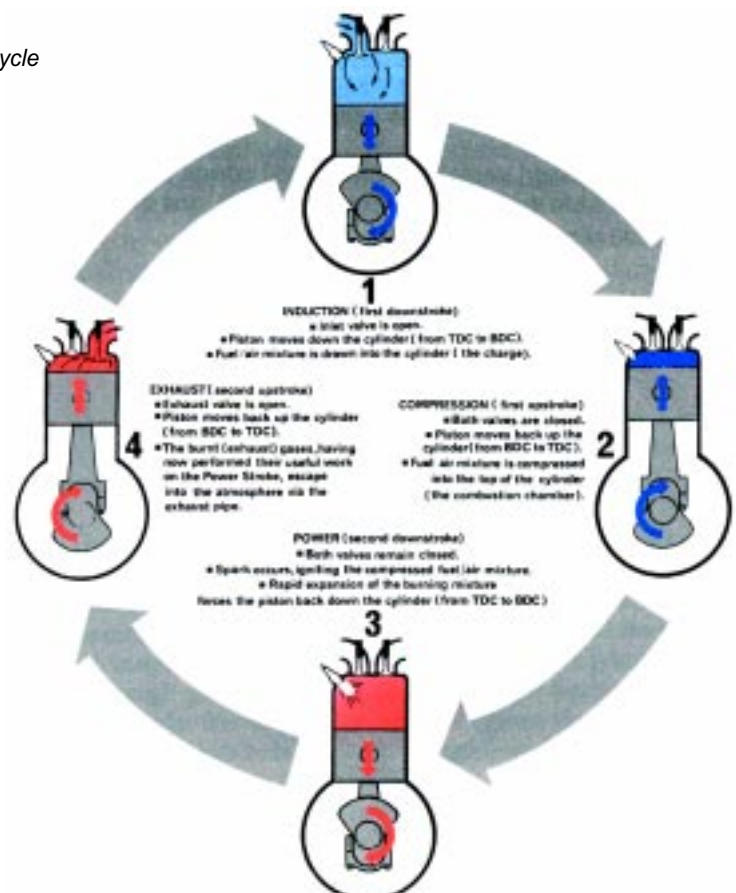 ycle
1
INDUCTION (first downstroke)
• Inlet valve is open.
• Piston moves down the cylinder (from TDC to BDC).
• Fuel/air mixture is drawn into the cylinder (the charge).
EXHAUST (second upstroke)
• Exhaust valve is open.
• Piston moves back up the cylinder
(from BDC to TDC).
• The burnt (exhaust) gases, having
now performed their useful work
on the Power Stroke, escape
into the atmosphere via the
exhaust pipe.
4
COMPRESSION (first upstroke)
• Both valves are closed.
• Piston moves back up the
cylinder (from BDC to TDC).
• Fuel air mixture is compressed
into the top of the cylinder
(the combustion chamber).
2
POWER (second downstroke)
• Both valves remain closed.
• Spark occurs, igniting the compressed fuel/air mixture.
• Rapid expansion of the burning mixture
forces the piston back down the cylinder (from TDC to BDC)
3